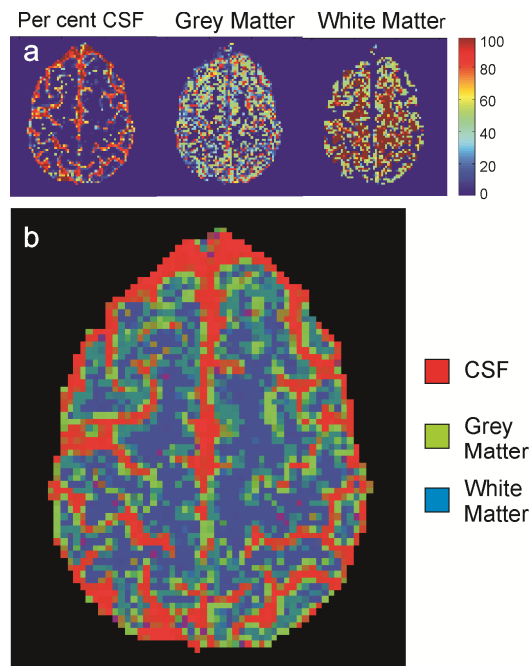 Per cent CSF Grey Matter White Matter
a
100
80
60
40
20
0
b
CSF
Grey
Matter
White
Matter